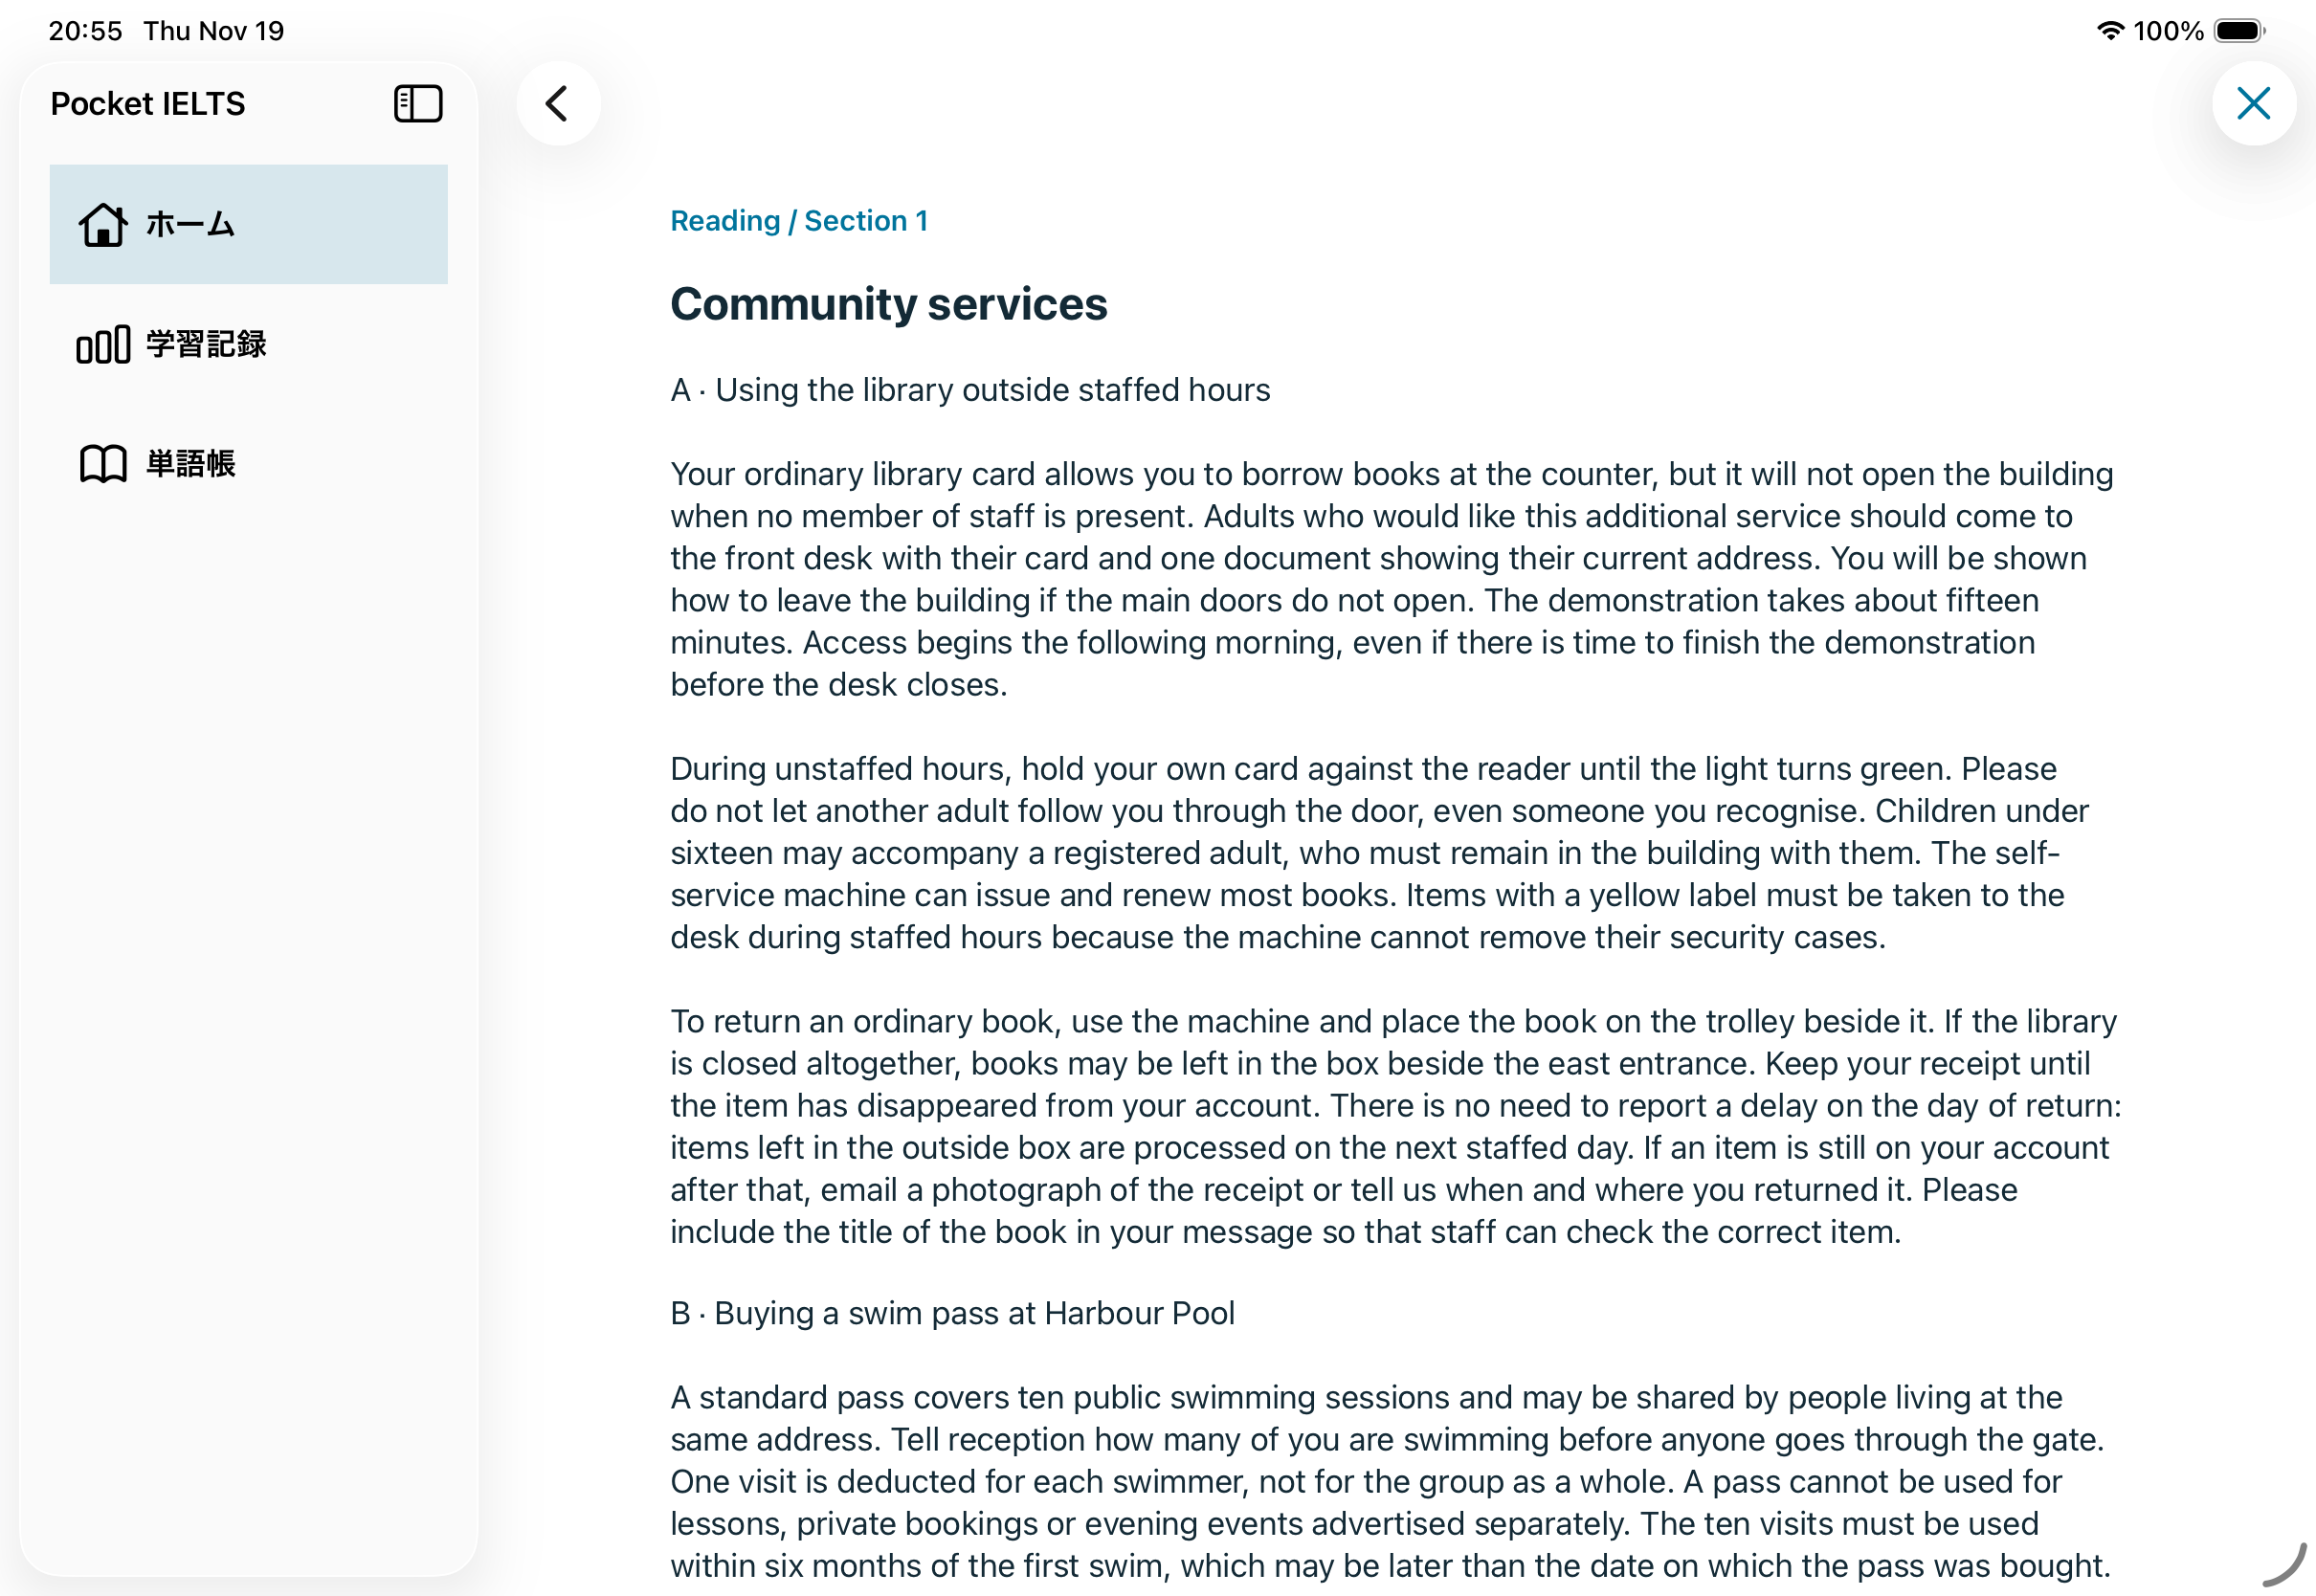 20:55 Thu Nov 19
100%
Pocket IELTS
ホーム
学習記録
単語帳
Reading / Section 1
Community services
A · Using the library outside staffed hours
Your ordinary library card allows you to borrow books at the counter, but it will not open the building
when no member of staff is present. Adults who would like this additional service should come to
the front desk with their card and one document showing their current address. You will be shown
how to leave the building if the main doors do not open. The demonstration takes about fifteen
minutes. Access begins the following morning, even if there is time to finish the demonstration
before the desk closes.
During unstaffed hours, hold your own card against the reader until the light turns green. Please
do not let another adult follow you through the door, even someone you recognise. Children under
sixteen may accompany a registered adult, who must remain in the building with them. The self-
service machine can issue and renew most books. Items with a yellow label must be taken to the
desk during staffed hours because the machine cannot remove their security cases.
To return an ordinary book, use the machine and place the book on the trolley beside it. If the library
is closed altogether, books may be left in the box beside the east entrance. Keep your receipt until
the item has disappeared from your account. There is no need to report a delay on the day of return:
items left in the outside box are processed on the next staffed day. If an item is still on your account
after that, email a photograph of the receipt or tell us when and where you returned it. Please
include the title of the book in your message so that staff can check the correct item.
B · Buying a swim pass at Harbour Pool
A standard pass covers ten public swimming sessions and may be shared by people living at the
same address. Tell reception how many of you are swimming before anyone goes through the gate.
One visit is deducted for each swimmer, not for the group as a whole. A pass cannot be used for
lessons, private bookings or evening events advertised separately. The ten visits must be used
within six months of the first swim, which may be later than the date on which the pass was bought.